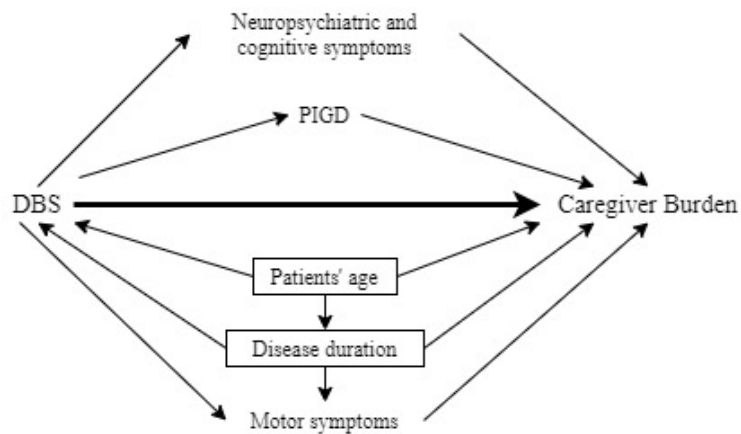 Neuropsychiatric and
cognitive symptoms
PIGD
DBS
Caregiver Burden
Patients' age
Disease duration
Motor symptoms